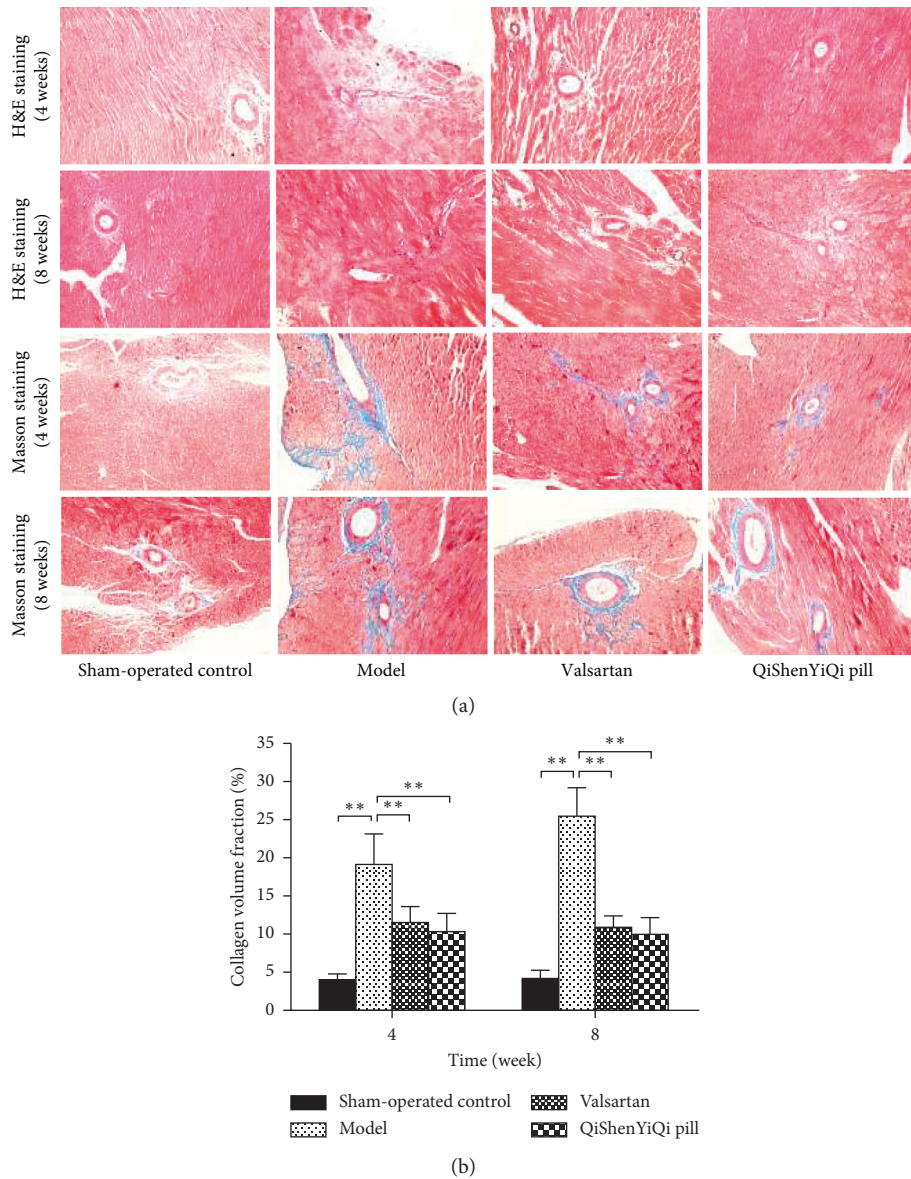 H&E staining
(4 weeks)
H&E staining
(8 weeks)
Masson staining
(4 weeks)
Masson staining
(8 weeks)
Sham-operated control
Model
Valsartan
QiShenYiQi pill
(a)
35
30
25
20
15
10
5
0
Collagen volume fraction (%)
** ** **
** ** **
4
8
Time (week)
Sham-operated control
Model
Valsartan
QiShenYiQi pill
(b)